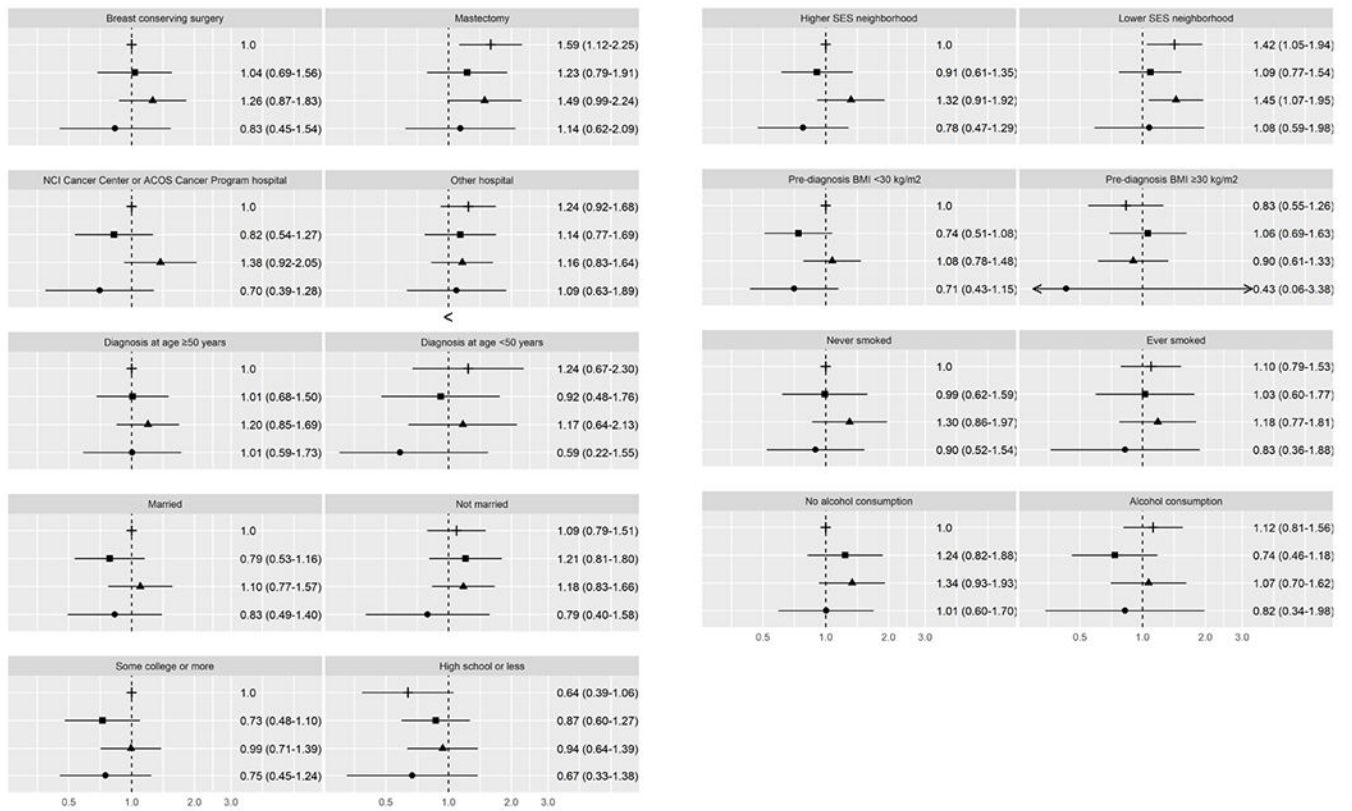 Breast conserving surgery Mastectomy
1.0 1.59 (1.12-2.25)
1.04 (0.69-1.56) 1.23 (0.79-1.91)
1.26 (0.87-1.83) 1.49 (0.99-2.24)
0.83 (0.45-1.54) 1.14 (0.62-2.09)
NCI Cancer Center or ACOS Cancer Program hospital Other hospital
1.0 1.24 (0.92-1.68)
0.82 (0.54-1.27) 1.14 (0.77-1.69)
1.38 (0.92-2.05) 1.16 (0.83-1.64)
0.70 (0.39-1.28) 1.09 (0.63-1.89)
<
Diagnosis at age ≥50 years Diagnosis at age <50 years
1.0 1.24 (0.67-2.30)
1.01 (0.68-1.50) 0.92 (0.48-1.76)
1.20 (0.85-1.69) 1.17 (0.64-2.13)
1.01 (0.59-1.73) 0.59 (0.22-1.55)
Married Not married
1.0 1.09 (0.79-1.51)
0.79 (0.53-1.16) 1.21 (0.81-1.80)
1.10 (0.77-1.57) 1.18 (0.83-1.66)
0.83 (0.49-1.40) 0.79 (0.40-1.58)
Some college or more High school or less
1.0 0.64 (0.39-1.06)
0.73 (0.48-1.10) 0.87 (0.60-1.27)
0.99 (0.71-1.39) 0.94 (0.64-1.39)
0.75 (0.45-1.24) 0.67 (0.33-1.38)
0.5 1.0 2.0 3.0 0.5 1.0 2.0 3.0
Higher SES neighborhood Lower SES neighborhood
1.0 1.42 (1.05-1.94)
0.91 (0.61-1.35) 1.09 (0.77-1.54)
1.32 (0.91-1.92) 1.45 (1.07-1.95)
0.78 (0.47-1.29) 1.08 (0.59-1.98)
Pre-diagnosis BMI <30 kg/m2 Pre-diagnosis BMI ≥30 kg/m2
1.0 0.83 (0.55-1.26)
0.74 (0.51-1.08) 1.06 (0.69-1.63)
1.08 (0.78-1.48) 0.90 (0.61-1.33)
0.71 (0.43-1.15) 0.43 (0.06-3.38)
Never smoked Ever smoked
1.0 1.10 (0.79-1.53)
0.99 (0.62-1.59) 1.03 (0.60-1.77)
1.30 (0.86-1.97) 1.18 (0.77-1.81)
0.90 (0.52-1.54) 0.83 (0.36-1.88)
No alcohol consumption Alcohol consumption
1.0 1.12 (0.81-1.56)
1.24 (0.82-1.88) 0.74 (0.46-1.18)
1.34 (0.93-1.93) 1.07 (0.70-1.62)
1.01 (0.60-1.70) 0.82 (0.34-1.98)
0.5 1.0 2.0 3.0 0.5 1.0 2.0 3.0